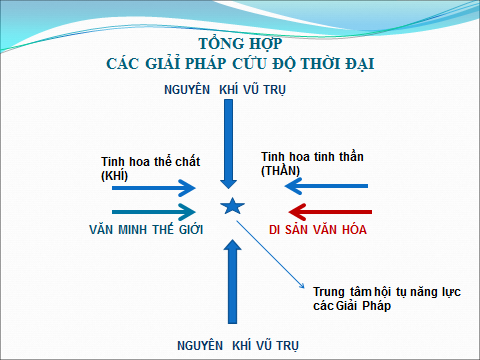 TỔNG HỢP
CÁC GIẢI PHÁP CỨU ĐỘ THỜI ĐẠI
NGUYÊN KHÍ VŨ TRỤ
Tinh hoa thể chất
(KHÍ)
Tinh hoa tinh thần
(THẦN)
VĂN MINH THẾ GIỚI
DI SẢN VĂN HÓA
Trung tâm hội tụ năng lực
các Giải Pháp
NGUYÊN KHÍ VŨ TRỤ